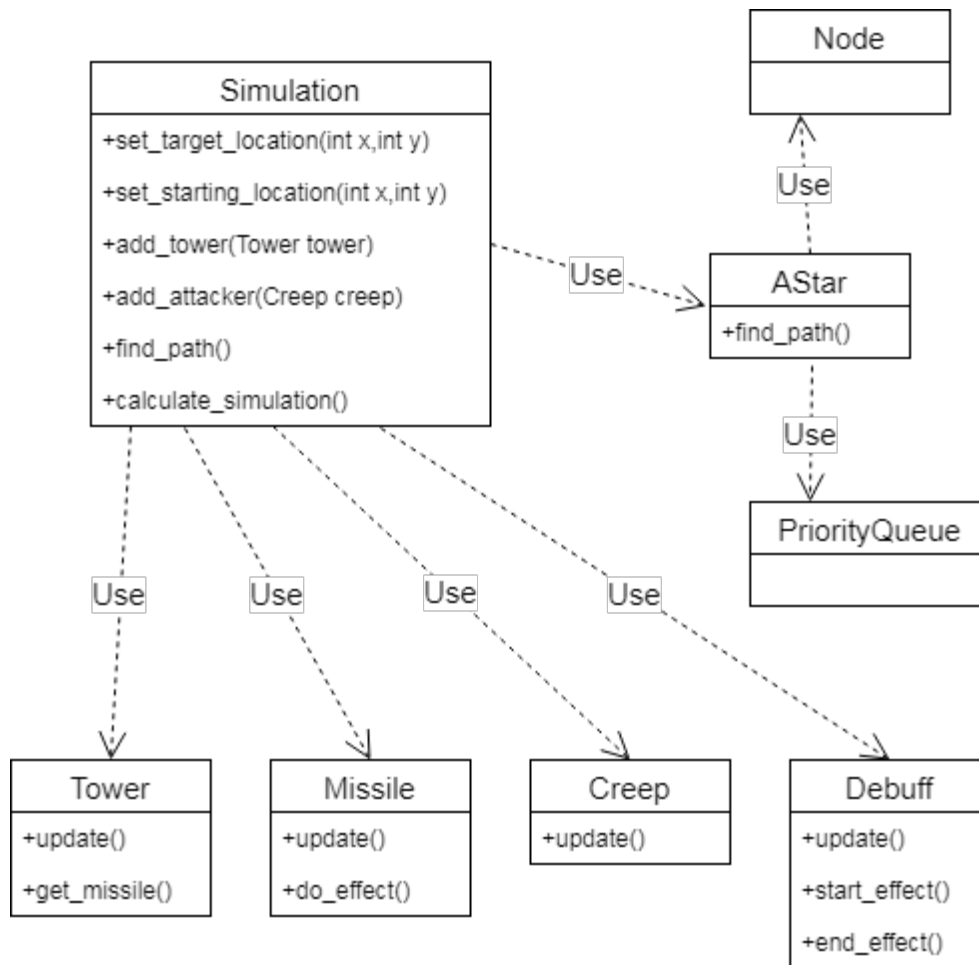 Node
Simulation
+set_target_location(int x,int y)
+set_starting_location(int x,int y)
+add_tower(Tower tower)
+add_attacker(Creep creep)
+find_path()
+calculate_simulation()
Use
Use
AStar
+find_path()
Use
PriorityQueue
Use
Use
Use
Use
Tower
+update()
+get_missile()
Missile
+update()
+do_effect()
Creep
+update()
Debuff
+update()
+start_effect()
+end_effect()